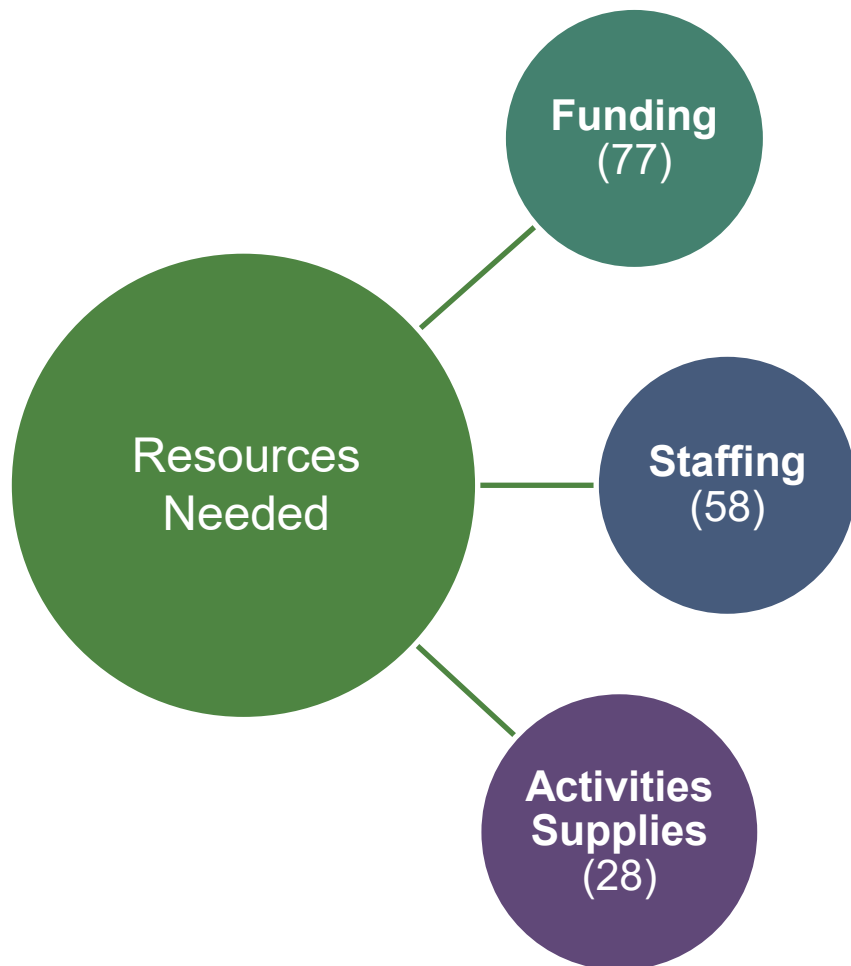 Funding
(77)
Resources
Needed
Staffing
(58)
Activities
Supplies
(28)